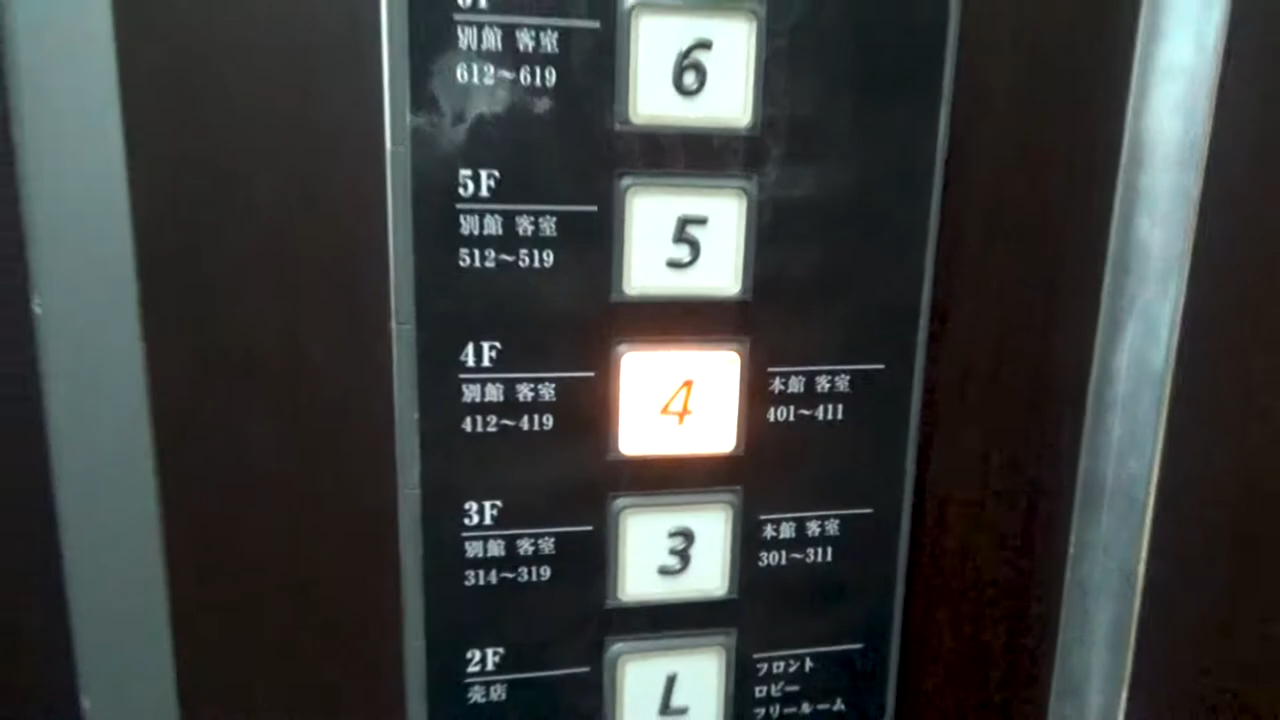 別館 客室
612〜619
6
5F
別館 客室
512〜519
5
4F
別館 客室
412〜419
4
本館 客室
401〜411
3F
別館 客室
314〜319
3
本館 客室
301〜311
2F
売店
L
フロント
ロビー
フリールーム